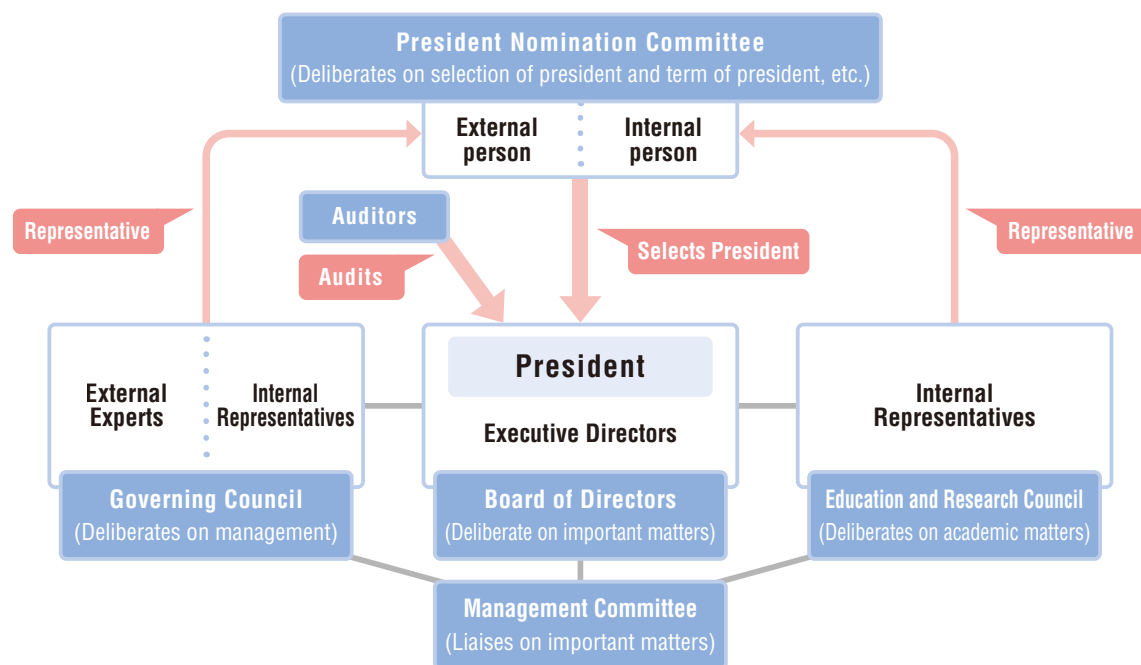 President Nomination Committee
(Deliberates on selection of president and term of president, etc.)
External
person
Internal
person
Auditors
Representative
Selects President
Representative
Audits
President
External
Experts
Internal
Representatives
Executive Directors
Internal
Representatives
Governing Council
(Deliberates on management)
Board of Directors
(Deliberate on important matters)
Education and Research Council
(Deliberates on academic matters)
Management Committee
(Liaises on important matters)